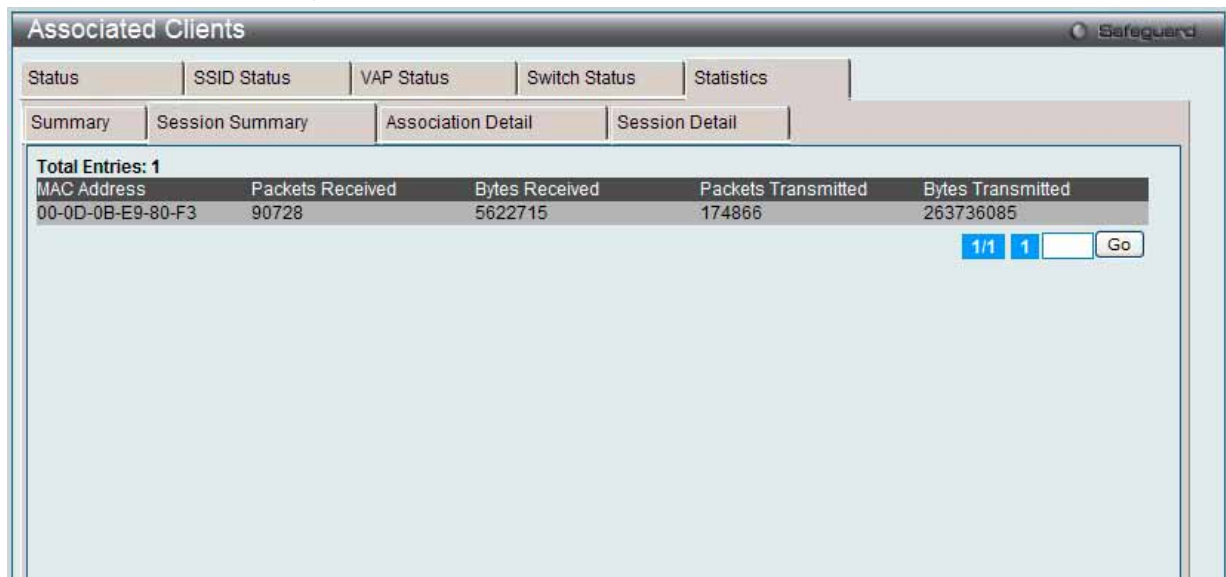 Associated Clients Safeguard
Status SSID Status VAP Status Switch Status Statistics
Summary Session Summary Association Detail Session Detail
Total Entries: 1
MAC Address Packets Received Bytes Received Packets Transmitted Bytes Transmitted
00-0D-0B-E9-80-F3 90728 5622715 174866 263736085
1/1 1 Go